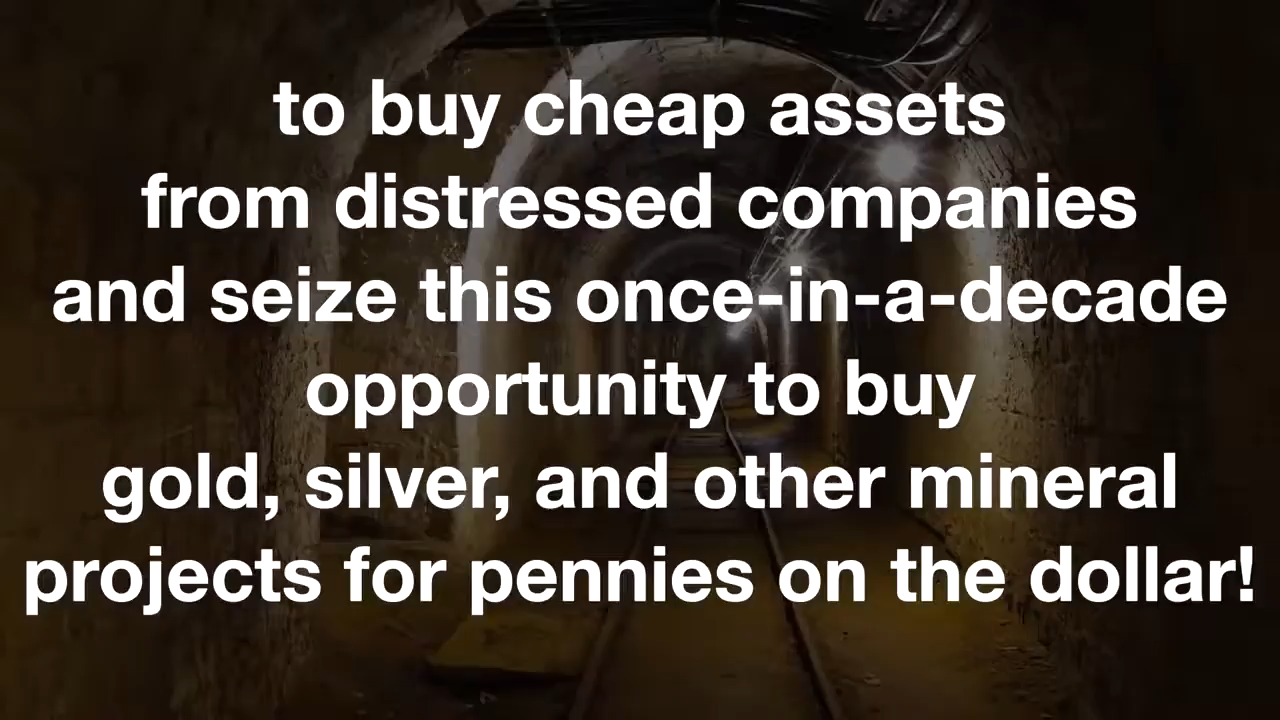 to buy cheap assets
from distressed companies
and seize this once-in-a-decade
opportunity to buy
gold, silver, and other mineral
projects for pennies on the dollar!